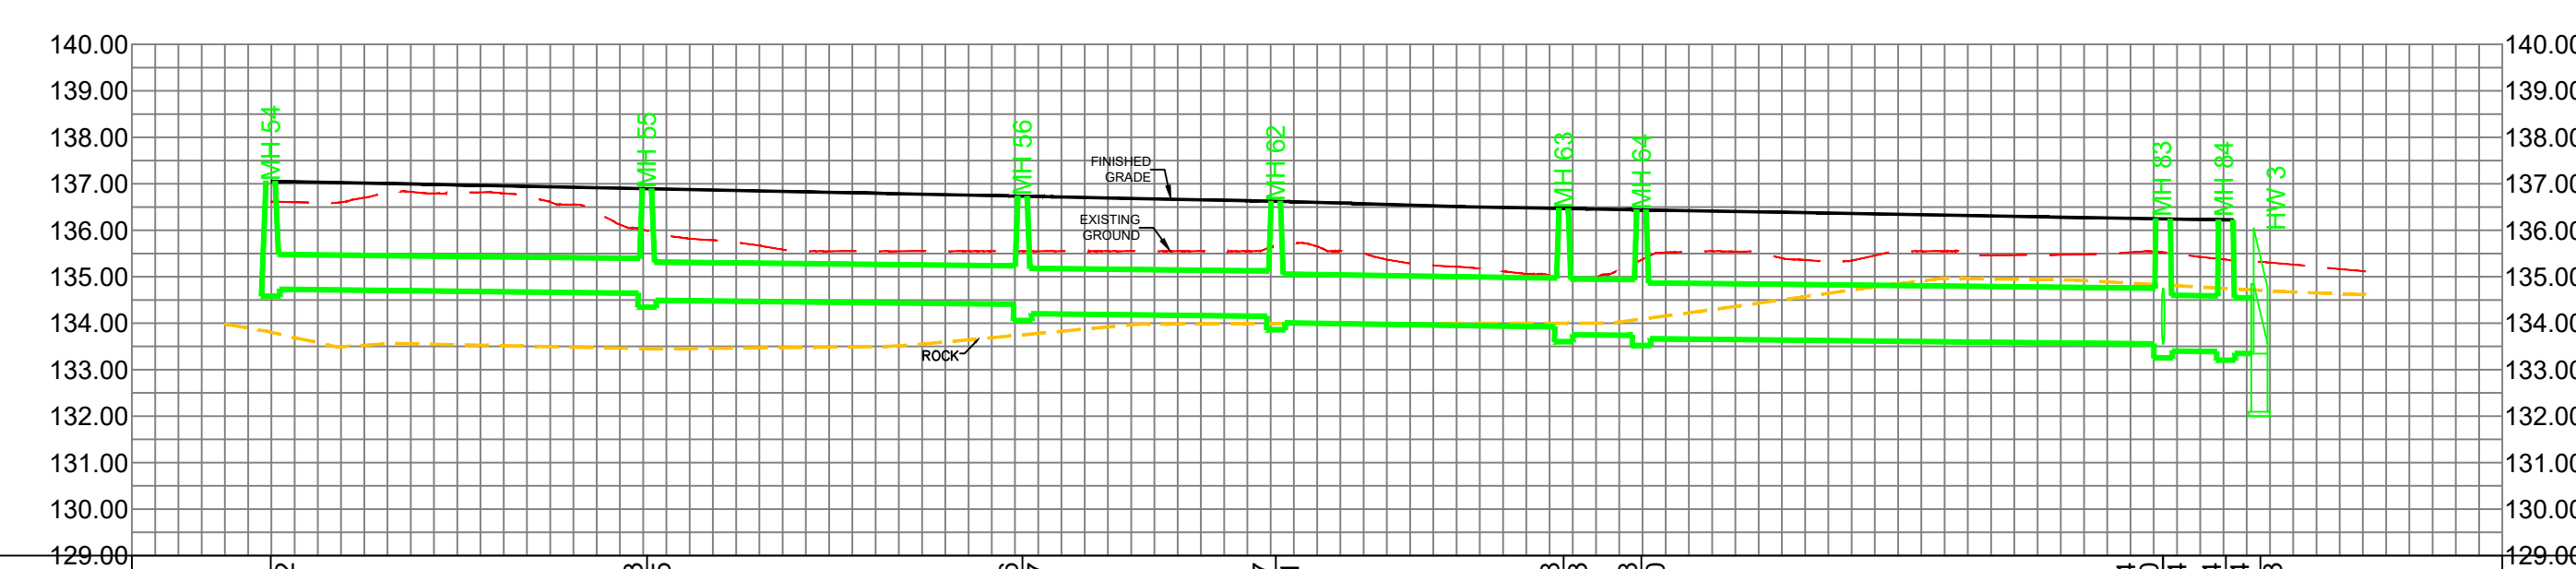 140.00
140.00
139.00
139.00
138.00
138.00
137.00
137.00
136.00
136.00
135.00
135.00
134.00
134.00
133.00
133.00
132.00
132.00
131.00
131.00
130.00
130.00
129.00
129.00
MH 54
MH 55
MH 56
MH 62
MH 63
MH 64
MH 83
MH 84
HW 3
FINISHED
GRADE
EXISTING
GROUND
ROCK